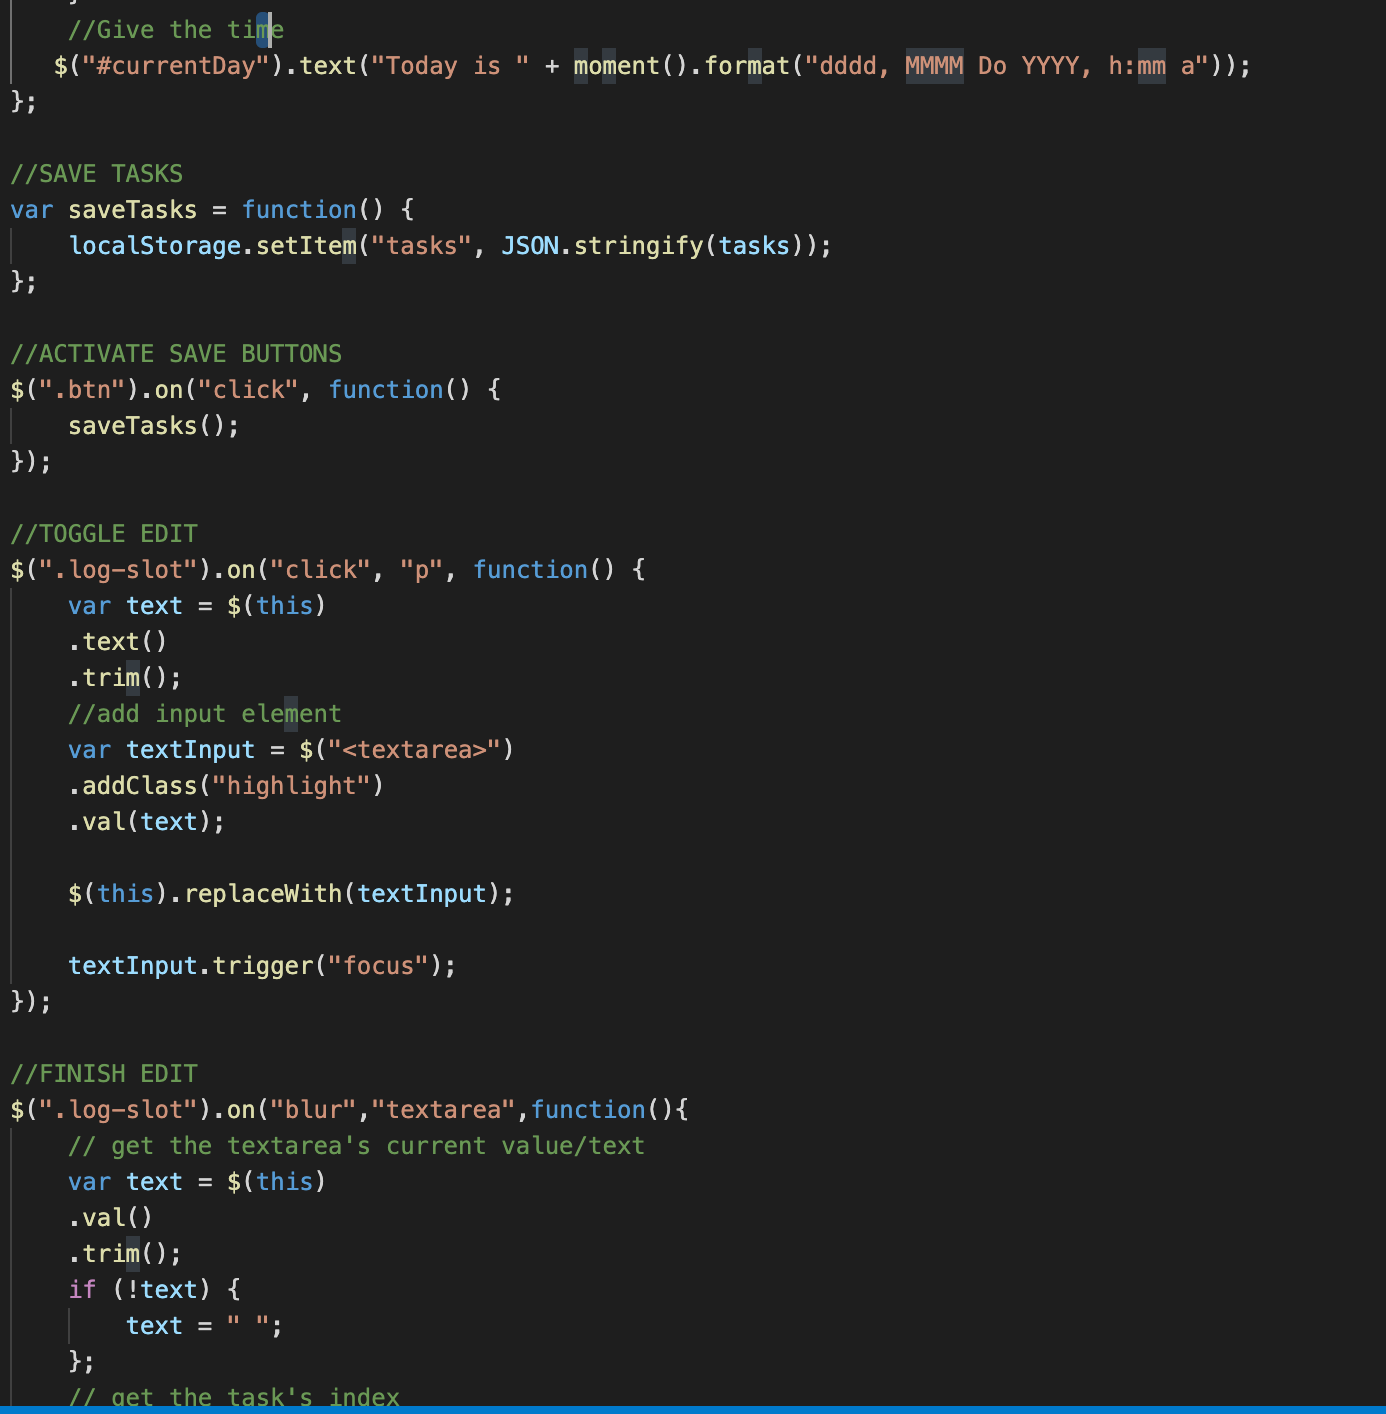 //Give the time
$("#currentDay").text("Today is " + moment().format("dddd, MMMM Do YYYY, h:mm a"));
};
//SAVE TASKS
var saveTasks = function() {
localStorage.setItem("tasks", JSON.stringify(tasks));
};
//ACTIVATE SAVE BUTTONS
$(".btn").on("click", function() {
saveTasks();
});
//TOGGLE EDIT
$(".log-slot").on("click", "p", function() {
var text = $(this)
.text()
.trim();
//add input element
var textInput = $("<textarea>")
.addClass("highlight")
.val(text);
$(this).replaceWith(textInput);
textInput.trigger("focus");
});
//FINISH EDIT
$(".log-slot").on("blur","textarea",function(){
// get the textarea's current value/text
var text = $(this)
.val()
.trim();
if (!text) {
text = " ";
};
// get the task's index